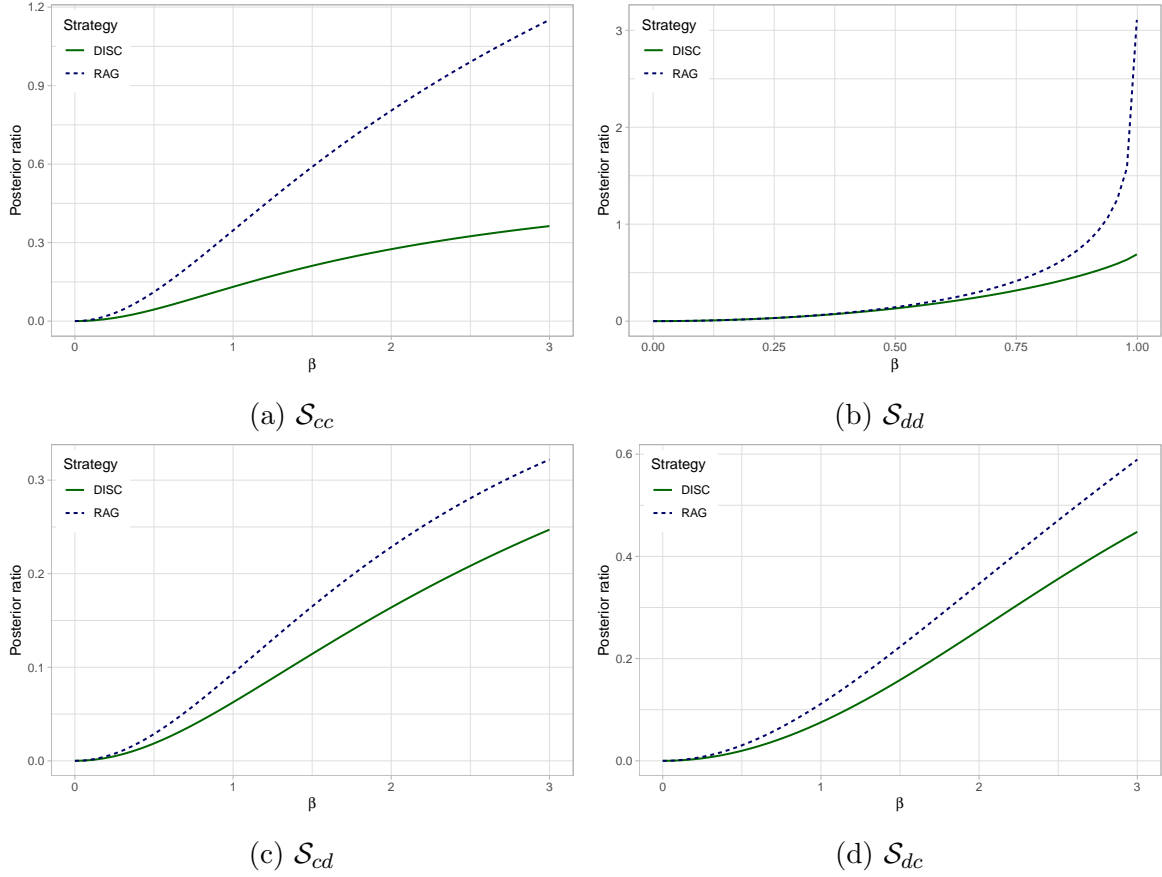 Strategy
DISC
RAG
Posterior ratio
1.2
0.9
0.6
0.3
0.0
0 1 2 3
β
(a) 𝒮cc
Strategy
DISC
RAG
Posterior ratio
3
2
1
0
0.00 0.25 0.50 0.75 1.00
β
(b) 𝒮dd
Strategy
DISC
RAG
Posterior ratio
0.3
0.2
0.1
0.0
0 1 2 3
β
(c) 𝒮cd
Strategy
DISC
RAG
Posterior ratio
0.6
0.4
0.2
0.0
0 1 2 3
β
(d) 𝒮dc